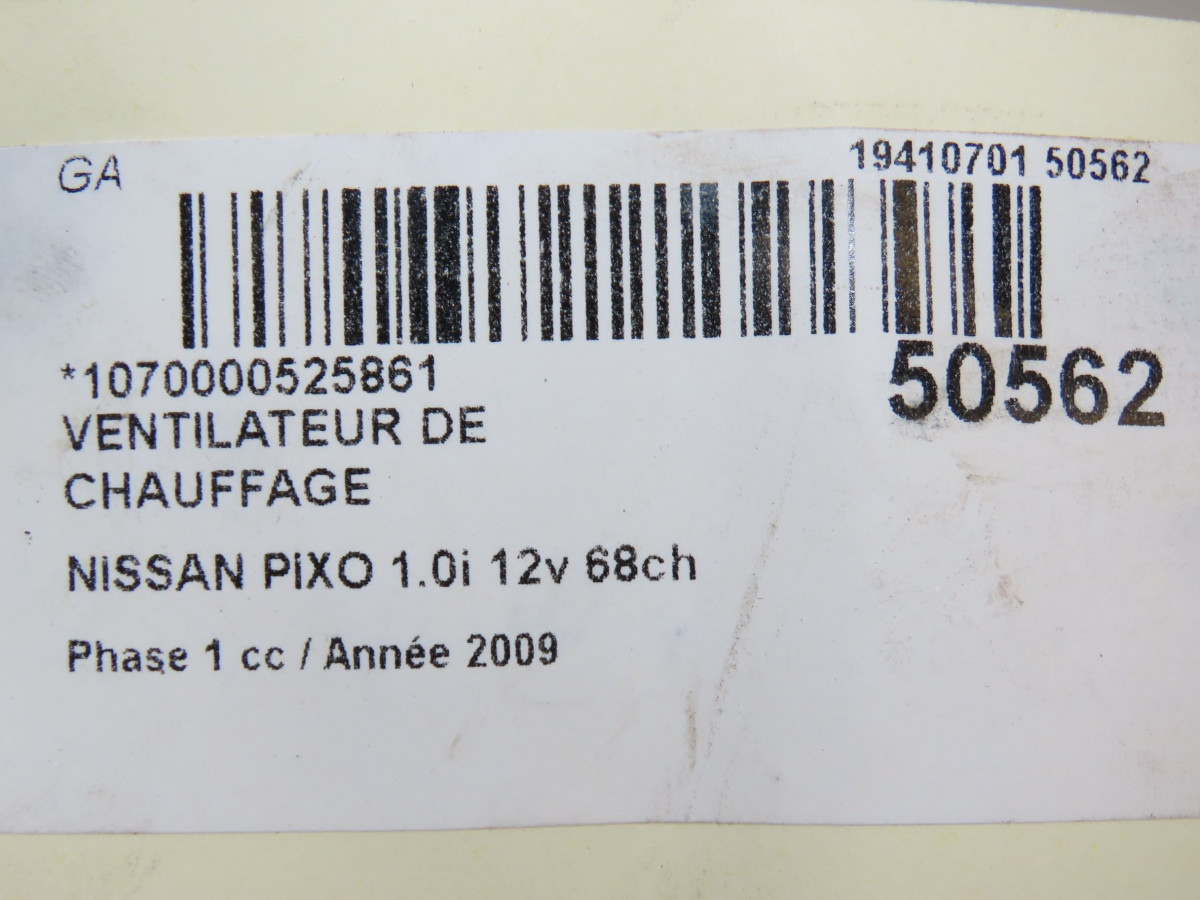 GA
19410701 50562
*1070000525861
50562
VENTILATEUR DE
CHAUFFAGE
NISSAN PIXO 1.0i 12v 68ch
Phase 1 cc / Année 2009